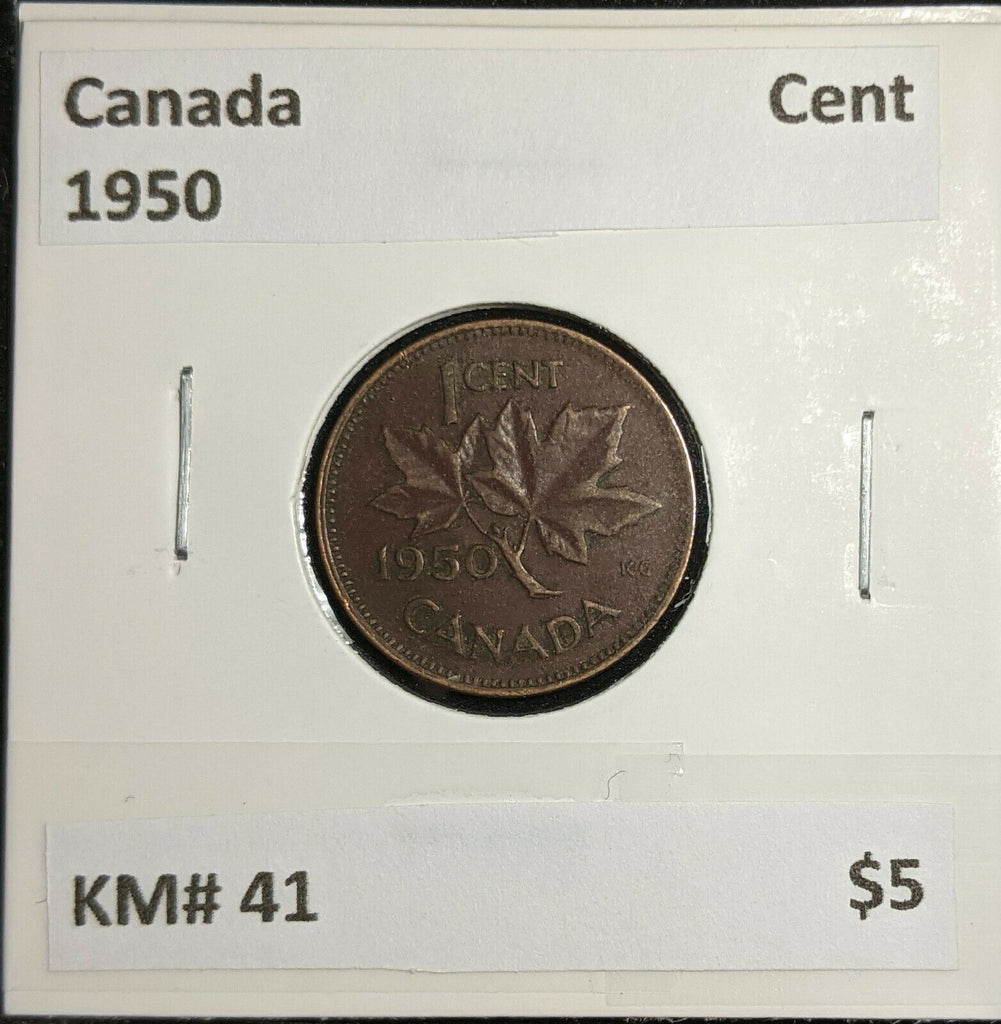 Canada Cent
1950
1 CENT
1950 KG
CANADA
KM# 41 $5